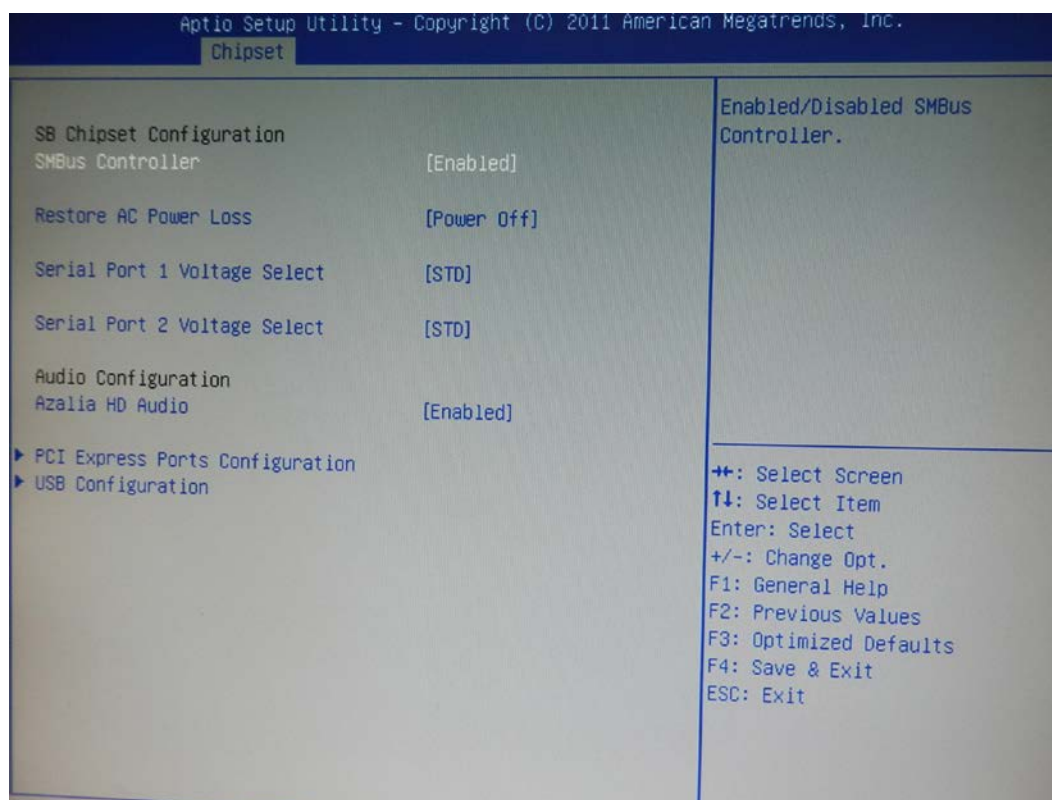 Aptio Setup Utility – Copyright (C) 2011 American Megatrends, Inc.
Chipset
SB Chipset Configuration
SMBus Controller [Enabled]
Restore AC Power Loss [Power Off]
Serial Port 1 Voltage Select [STD]
Serial Port 2 Voltage Select [STD]
Audio Configuration
Azalia HD Audio [Enabled]
▶ PCI Express Ports Configuration
▶ USB Configuration
Enabled/Disabled SMBus
Controller.
→←: Select Screen
↑↓: Select Item
Enter: Select
+/-: Change Opt.
F1: General Help
F2: Previous Values
F3: Optimized Defaults
F4: Save & Exit
ESC: Exit